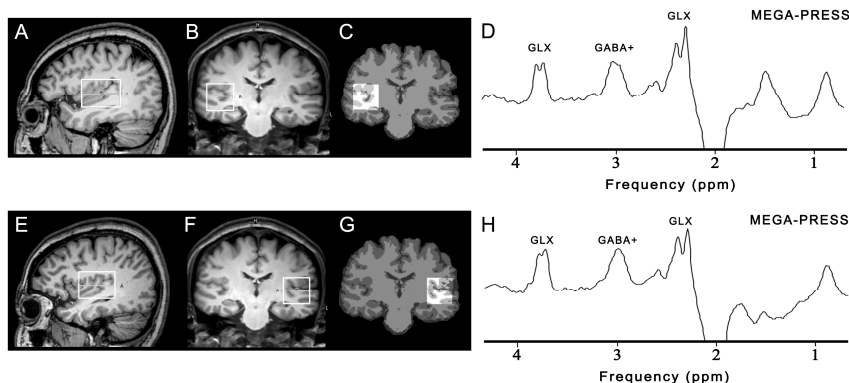 A
B
C
D
MEGA-PRESS
GLX
GABA+
GLX
4 3 2 1
Frequency (ppm)
E
F
G
H
MEGA-PRESS
GLX
GABA+
GLX
4 3 2 1
Frequency (ppm)